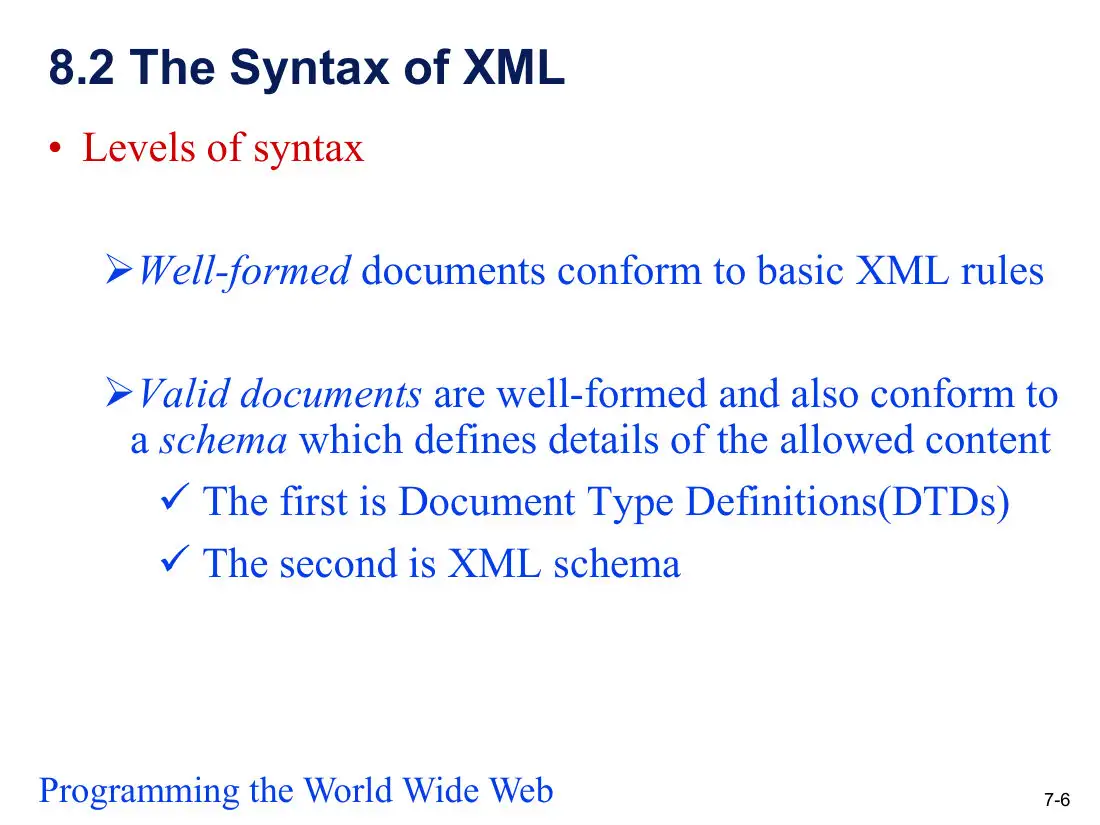 8.2 The Syntax of XML
• Levels of syntax
➢Well-formed documents conform to basic XML rules
➢Valid documents are well-formed and also conform to
a schema which defines details of the allowed content
✓ The first is Document Type Definitions(DTDs)
✓ The second is XML schema
Programming the World Wide Web
7-6